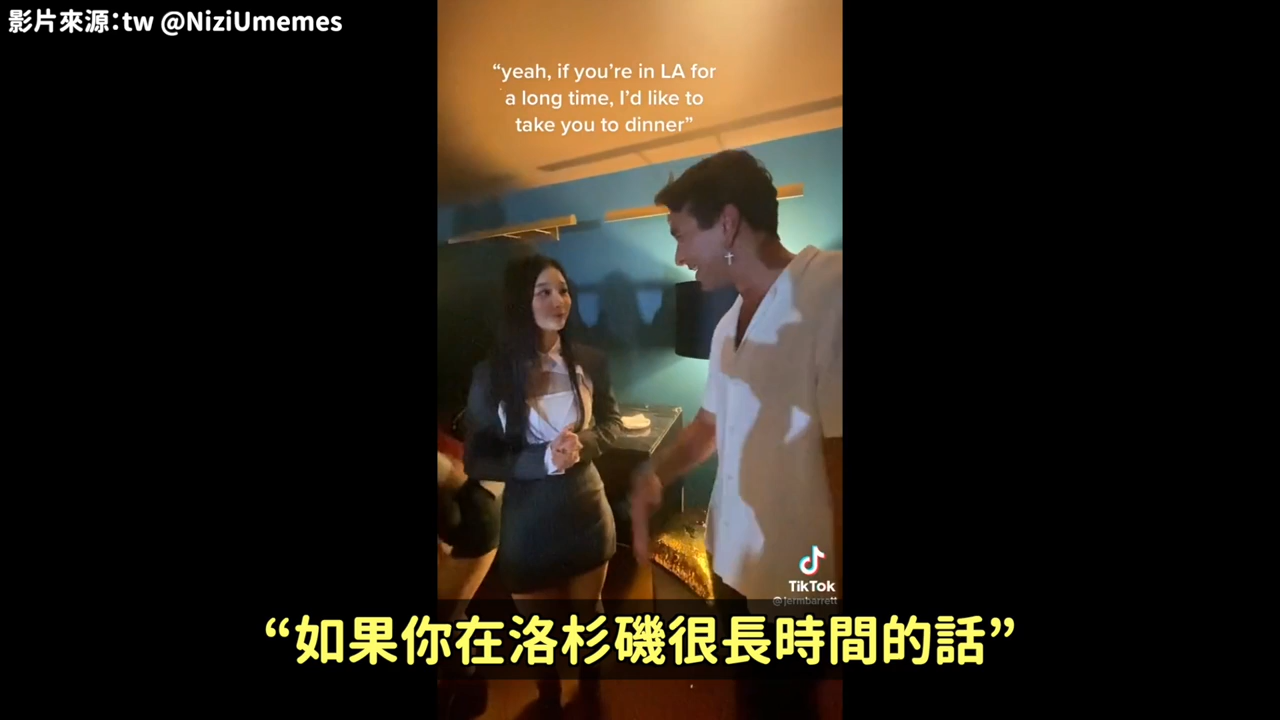 影片來源：tw @NiziUmemes
“yeah, if you’re in LA for
a long time, I’d like to
take you to dinner”
TikTok
@jermbarrett
“如果你在洛杉磯很長時間的話”